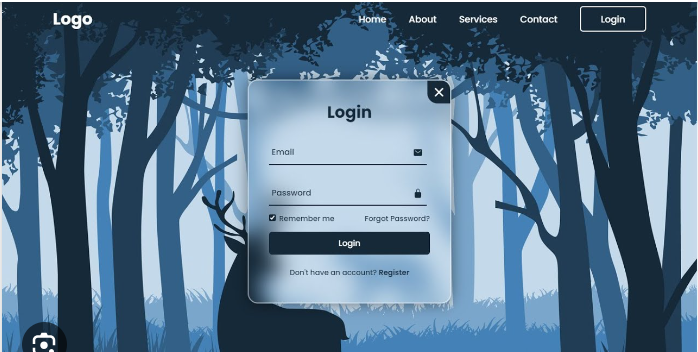 Logo
Home About Services Contact Login
Login
Email
Password
Remember me Forgot Password?
Login
Don't have an account? Register